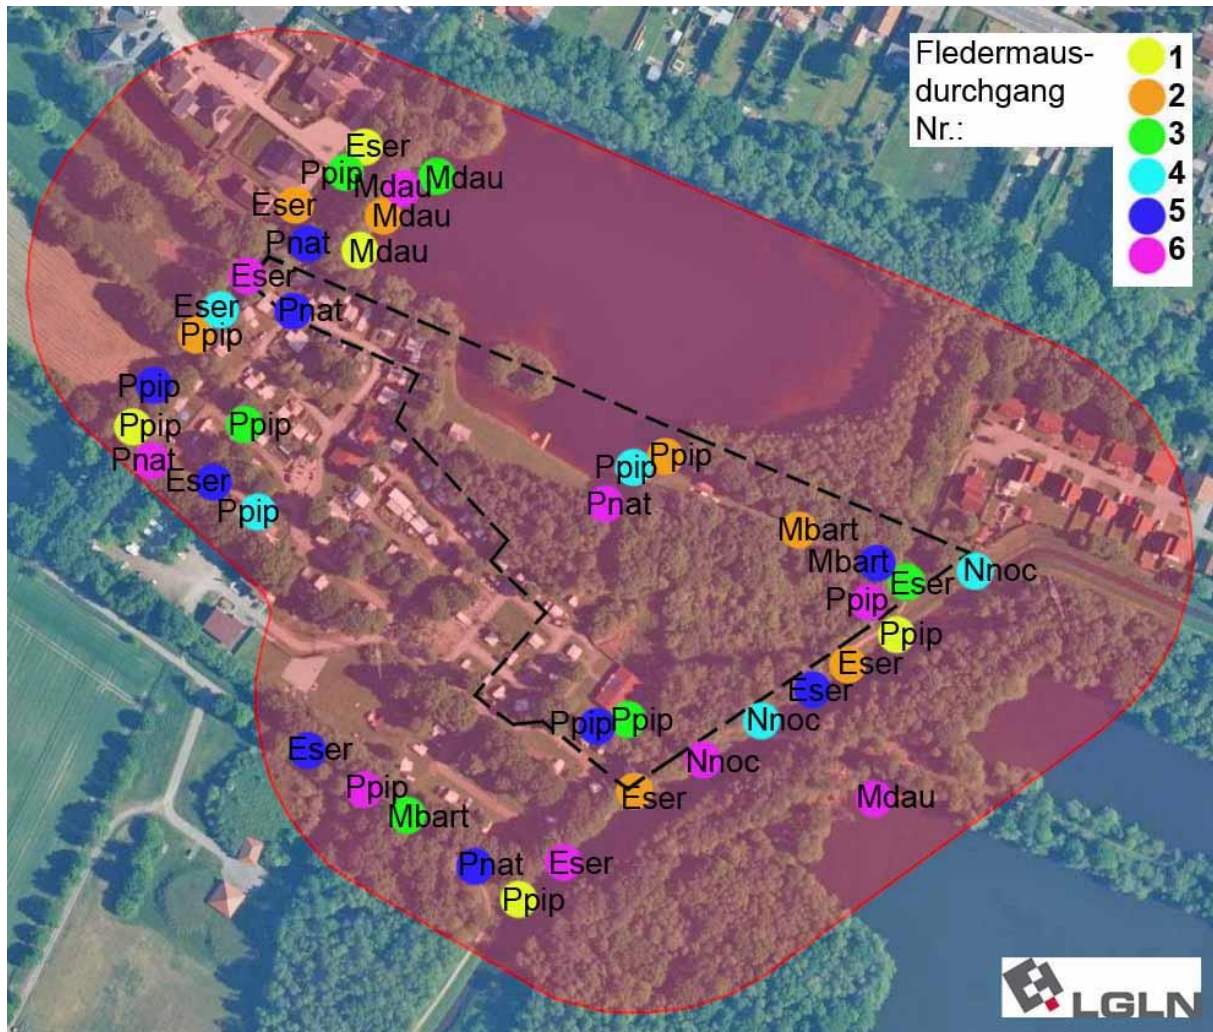 Fledermaus-
durchgang
Nr.:
1
2
3
4
5
6
Eser
Ppip
Mdau
Mdau
Eser
Mdau
Pnat
Mdau
Eser
Eser
Pnat
Ppip
Ppip
Ppip
Ppip
Pnat
Eser
Ppip
Ppip
Ppip
Pnat
Mbart
Mbart
Nnoc
Eser
Ppip
Ppip
Eser
Eser
Ppip
Ppip
Nnoc
Eser
Nnoc
Ppip
Eser
Mdau
Mbart
Pnat
Eser
Ppip
LGLN